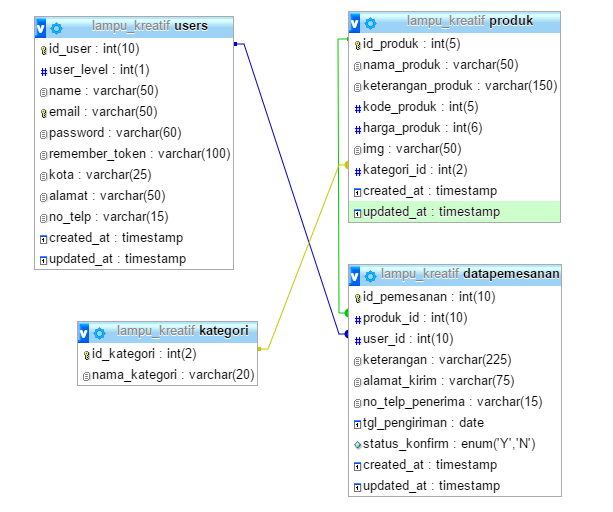 lampu_kreatif users
id_user : int(10)
user_level : int(1)
name : varchar(50)
email : varchar(50)
password : varchar(60)
remember_token : varchar(100)
kota : varchar(25)
alamat : varchar(50)
no_telp : varchar(15)
created_at : timestamp
updated_at : timestamp
lampu_kreatif produk
id_produk : int(5)
nama_produk : varchar(50)
keterangan_produk : varchar(150)
kode_produk : int(5)
harga_produk : int(6)
img : varchar(50)
kategori_id : int(2)
created_at : timestamp
updated_at : timestamp
lampu_kreatif kategori
id_kategori : int(2)
nama_kategori : varchar(20)
lampu_kreatif datapemesanan
id_pemesanan : int(10)
produk_id : int(10)
user_id : int(10)
keterangan : varchar(225)
alamat_kirim : varchar(75)
no_telp_penerima : varchar(15)
tgl_pengiriman : date
status_konfirm : enum('Y','N')
created_at : timestamp
updated_at : timestamp